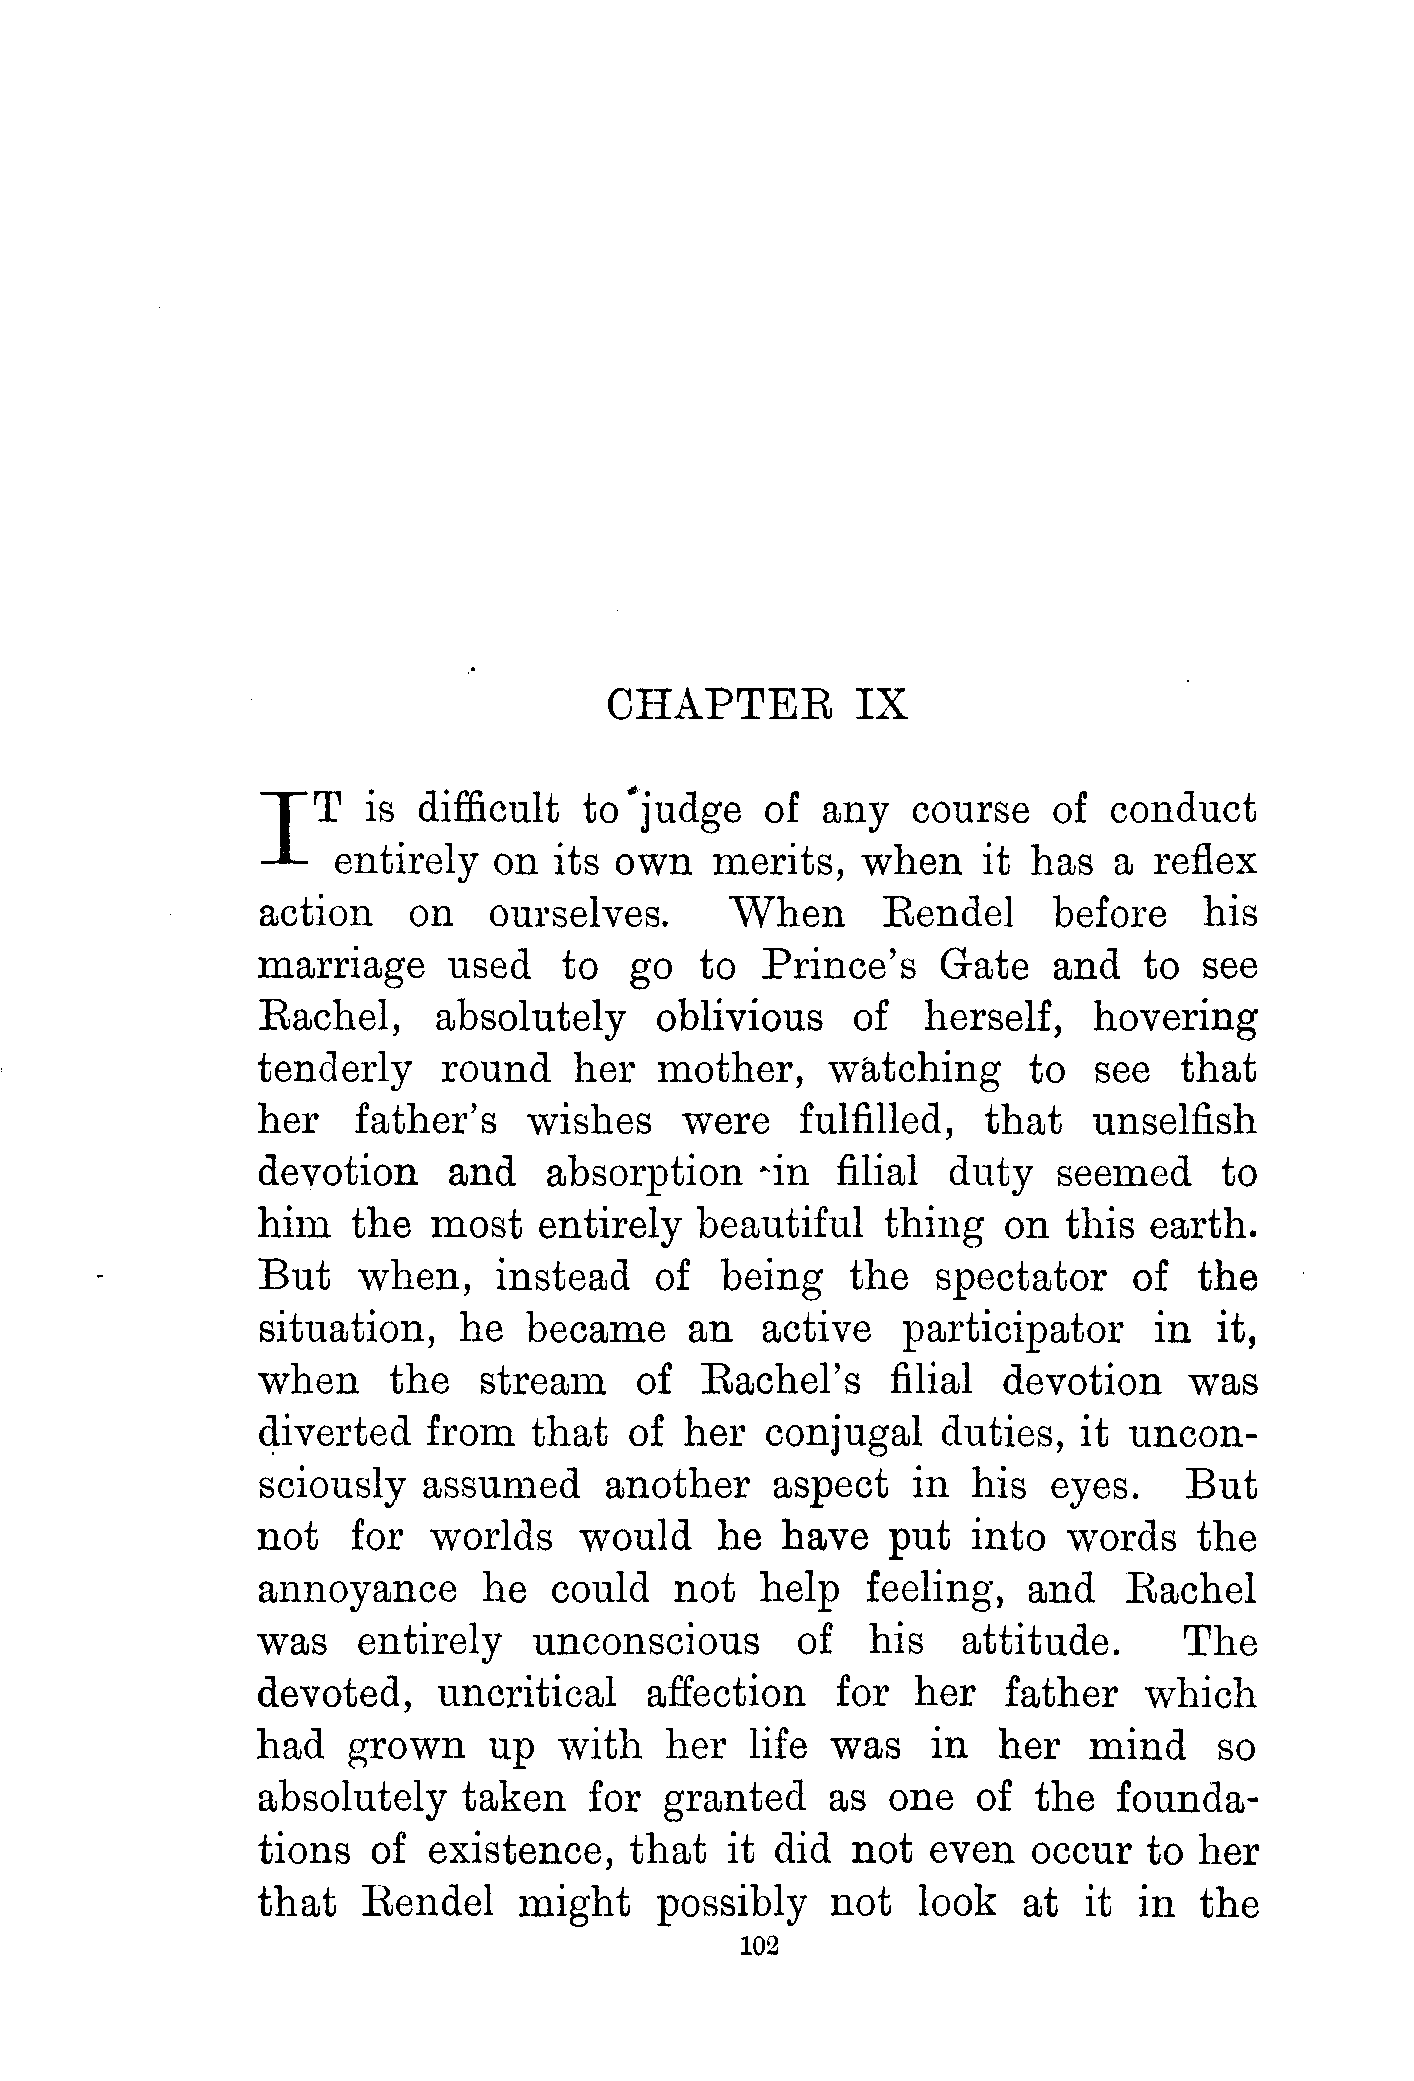 CHAPTER IX
IT is difficult to judge of any course of conduct
entirely on its own merits, when it has a reflex
action on ourselves. When Rendel before his
marriage used to go to Prince's Gate and to see
Rachel, absolutely oblivious of herself, hovering
tenderly round her mother, watching to see that
her father's wishes were fulfilled, that unselfish
devotion and absorption in filial duty seemed to
him the most entirely beautiful thing on this earth.
But when, instead of being the spectator of the
situation, he became an active participator in it,
when the stream of Rachel's filial devotion was
diverted from that of her conjugal duties, it uncon-
sciously assumed another aspect in his eyes. But
not for worlds would he have put into words the
annoyance he could not help feeling, and Rachel
was entirely unconscious of his attitude. The
devoted, uncritical affection for her father which
had grown up with her life was in her mind so
absolutely taken for granted as one of the founda-
tions of existence, that it did not even occur to her
that Rendel might possibly not look at it in the
102